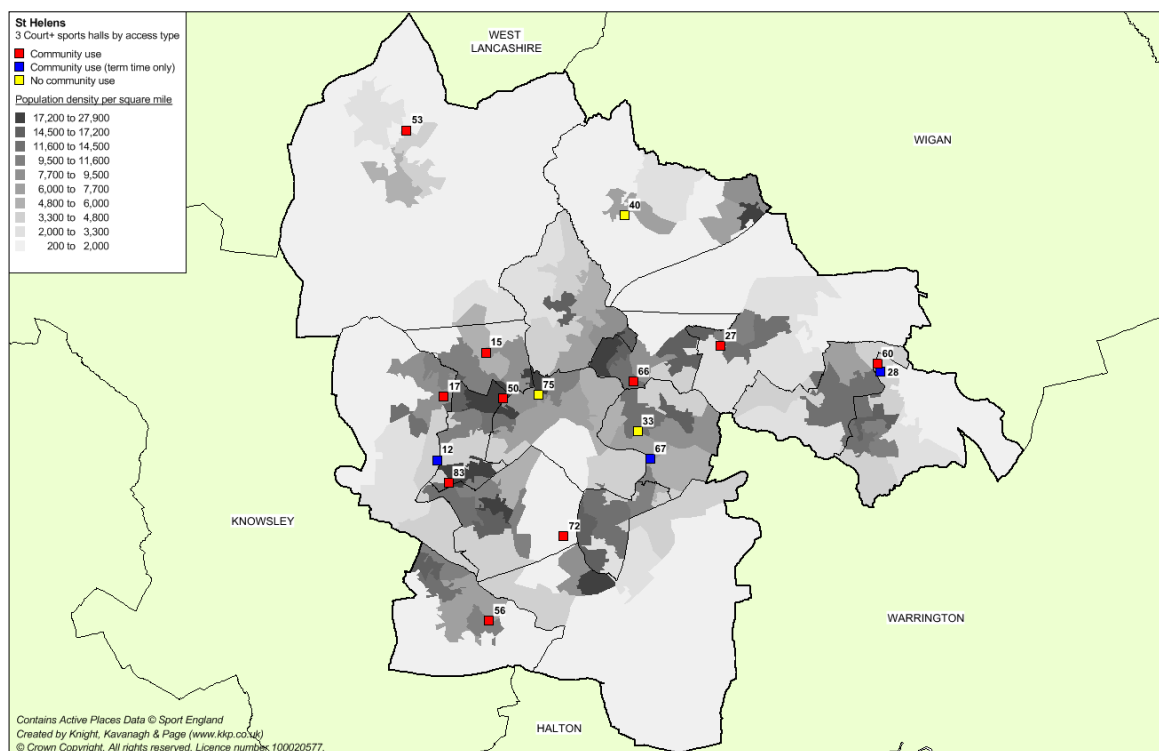 St Helens
3 Court+ sports halls by access type
Community use
Community use (term time only)
No community use
Population density per square mile
17,200 to 27,900
14,500 to 17,200
11,600 to 14,500
9,500 to 11,600
7,700 to 9,500
6,000 to 7,700
4,800 to 6,000
3,300 to 4,800
2,000 to 3,300
200 to 2,000
WEST
LANCASHIRE
WIGAN
53
40
27
15
60
28
66
17
50
75
33
12
67
83
KNOWSLEY
72
56
WARRINGTON
HALTON
Contains Active Places Data © Sport England
Created by Knight, Kavanagh & Page (www.kkp.co.uk)
© Crown Copyright. All rights reserved. Licence number 100020577.